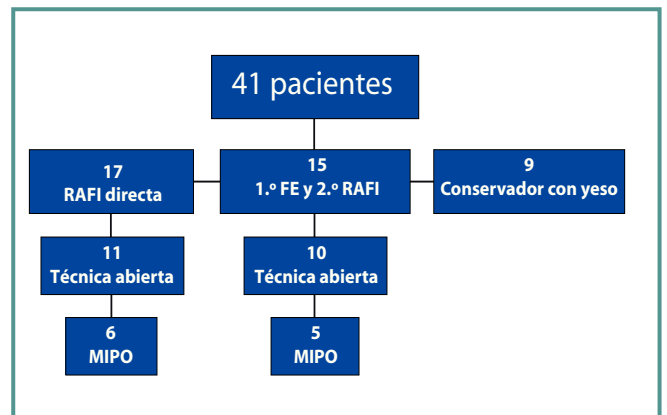 41 pacientes
17
RAFI directa
15
1.º FE y 2.º RAFI
9
Conservador con yeso
11
Técnica abierta
10
Técnica abierta
6
MIPO
5
MIPO